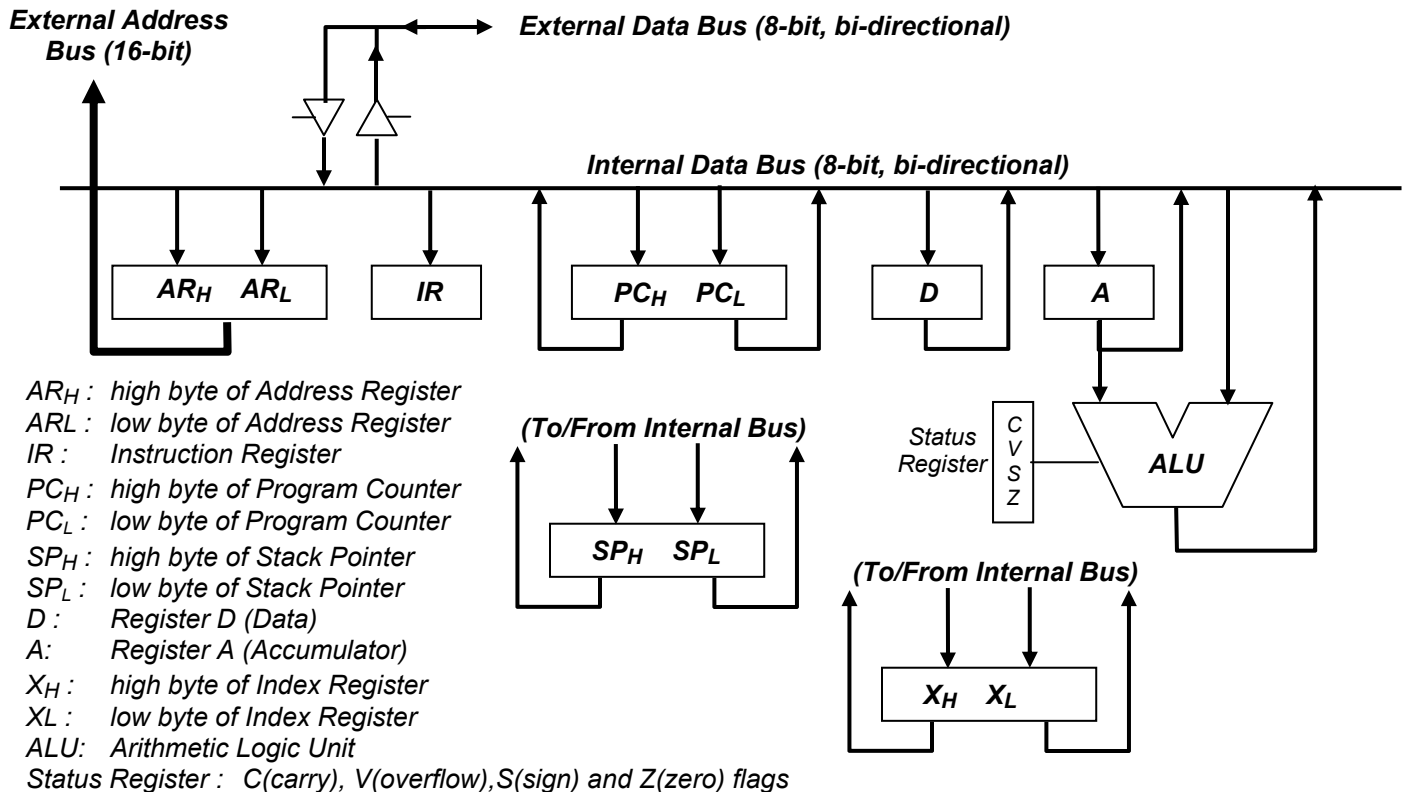 External Address
Bus (16-bit)
External Data Bus (8-bit, bi-directional)
Internal Data Bus (8-bit, bi-directional)
ARH ARL
IR
PCH PCL
D
A
ARH : high byte of Address Register
ARL : low byte of Address Register
IR : Instruction Register
PCH : high byte of Program Counter
PCL : low byte of Program Counter
SPH : high byte of Stack Pointer
SPL : low byte of Stack Pointer
D : Register D (Data)
A: Register A (Accumulator)
XH : high byte of Index Register
XL : low byte of Index Register
ALU: Arithmetic Logic Unit
Status Register : C(carry), V(overflow),S(sign) and Z(zero) flags
(To/From Internal Bus)
SPH SPL
Status
Register
C
V
S
Z
ALU
(To/From Internal Bus)
XH XL